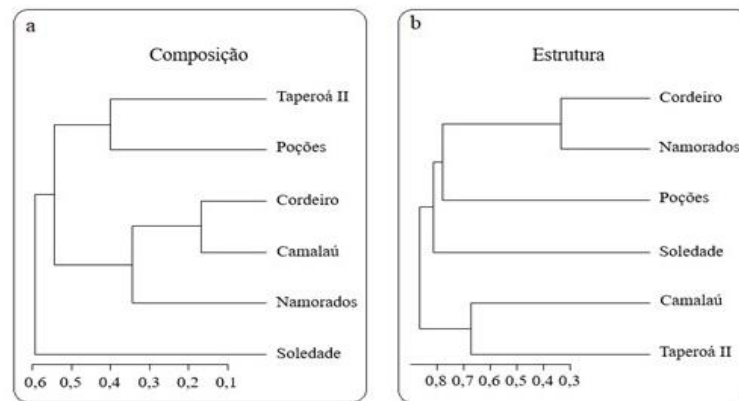 a
Composição
Taperoá II
Poções
Cordeiro
Camalaú
Namorados
Soledade
0,6 0,5 0,4 0,3 0,2 0,1
b
Estrutura
Cordeiro
Namorados
Poções
Soledade
Camalaú
Taperoá II
0,8 0,7 0,6 0,5 0,4 0,3